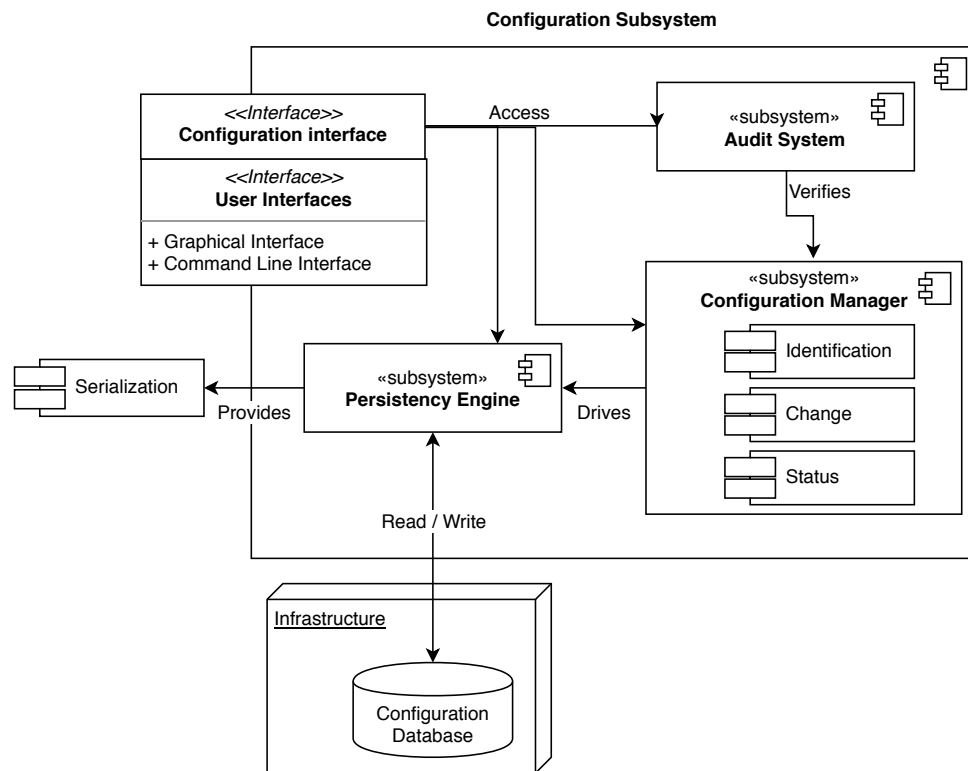 Configuration Subsystem
<<Interface>>
Configuration interface
Access
«subsystem»
Audit System
<<Interface>>
User Interfaces
+ Graphical Interface
+ Command Line Interface
Verifies
«subsystem»
Configuration Manager
Identification
Change
Status
Serialization
Provides
«subsystem»
Persistency Engine
Drives
Read / Write
Infrastructure
Configuration
Database